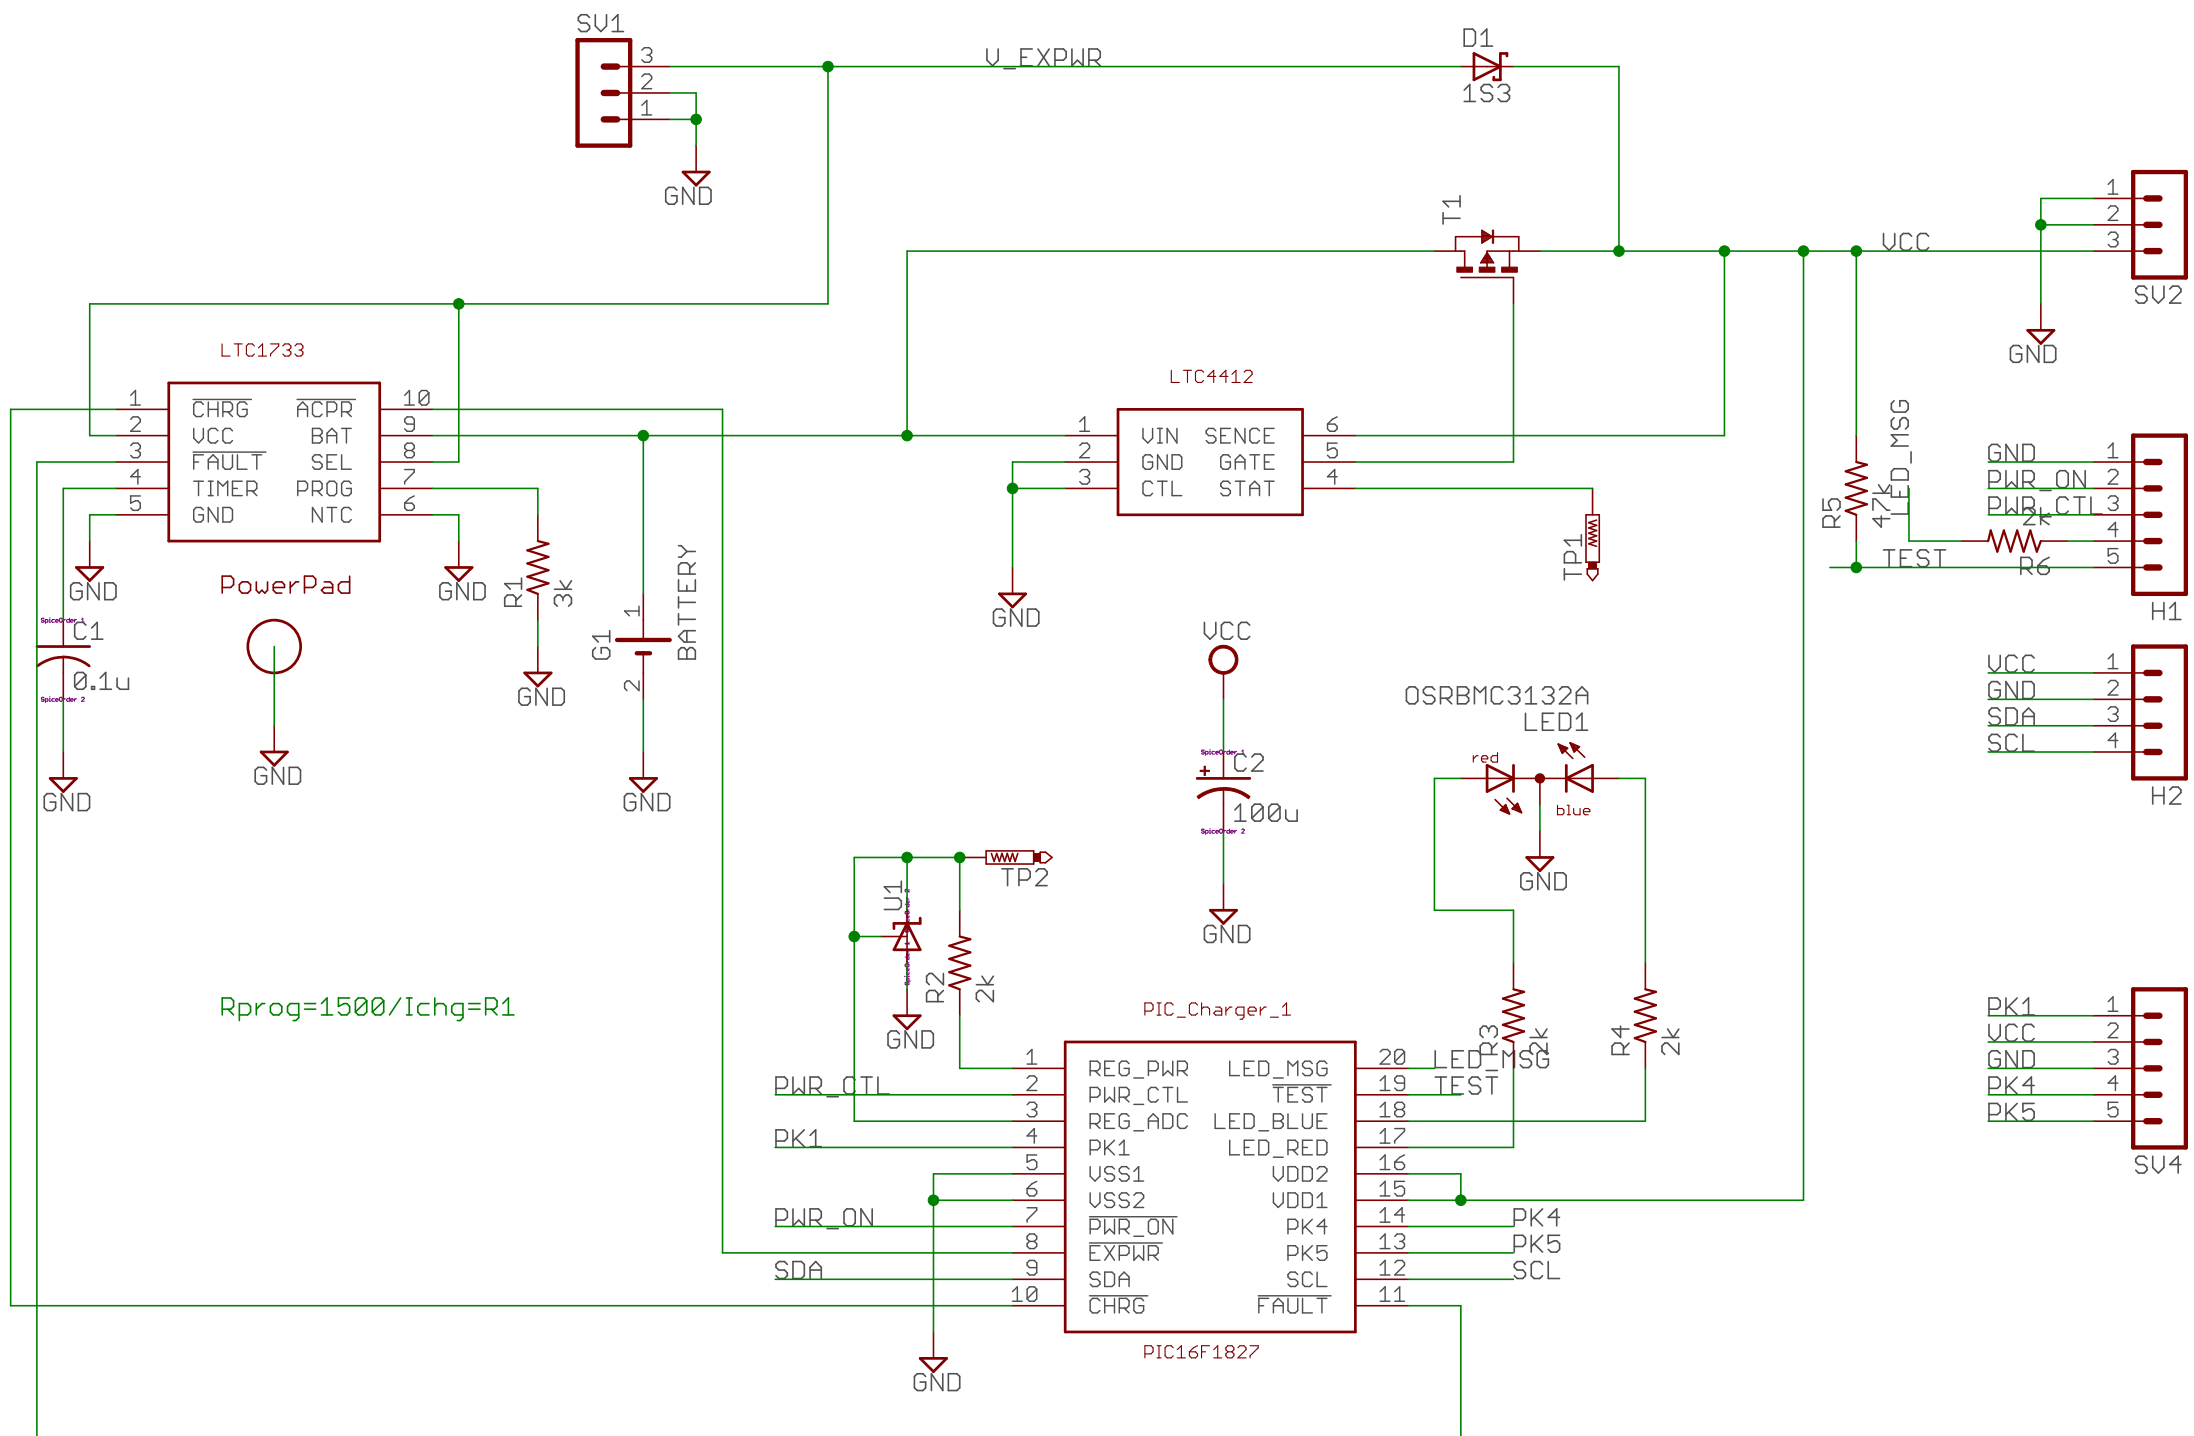 SV1
3
2
1
GND
V_EXPWR
D1
1S3
T1
VCC
1
2
3
SV2
GND
LTC1733
1
2
3
4
5
CHRG
VCC
FAULT
TIMER
GND
ACPR
BAT
SEL
PROG
NTC
10
9
8
7
6
GND
GND
PowerPad
GND
SpiceOrder 1
C1
0.1u
SpiceOrder 2
GND
R1
3k
GND
G1
BATTERY
1
2
GND
LTC4412
1
2
3
VIN
GND
CTL
SENCE
GATE
STAT
6
5
4
GND
TP1
R5
47k
LED_MSG
TEST
2k
R6
GND
PWR_ON
PWR_CTL
1
2
3
4
5
H1
VCC
GND
SDA
SCL
1
2
3
4
H2
VCC
SpiceOrder 1
C2
100u
SpiceOrder 2
GND
OSRBMC3132A
LED1
red
blue
GND
TP2
U1
GND
R2
2k
R3
2k
R4
2k
Rprog=1500/Ichg=R1
PIC_Charger_1
PWR_CTL
PK1
PWR_ON
SDA
1
2
3
4
5
6
7
8
9
10
REG_PWR
PWR_CTL
REG_ADC
PK1
VSS1
VSS2
PWR_ON
EXPWR
SDA
CHRG
LED_MSG
TEST
LED_BLUE
LED_RED
VDD2
VDD1
PK4
PK5
SCL
FAULT
20
19
18
17
16
15
14
13
12
11
LED_MSG
TEST
PK4
PK5
SCL
PIC16F1827
GND
PK1
VCC
GND
PK4
PK5
1
2
3
4
5
SV4